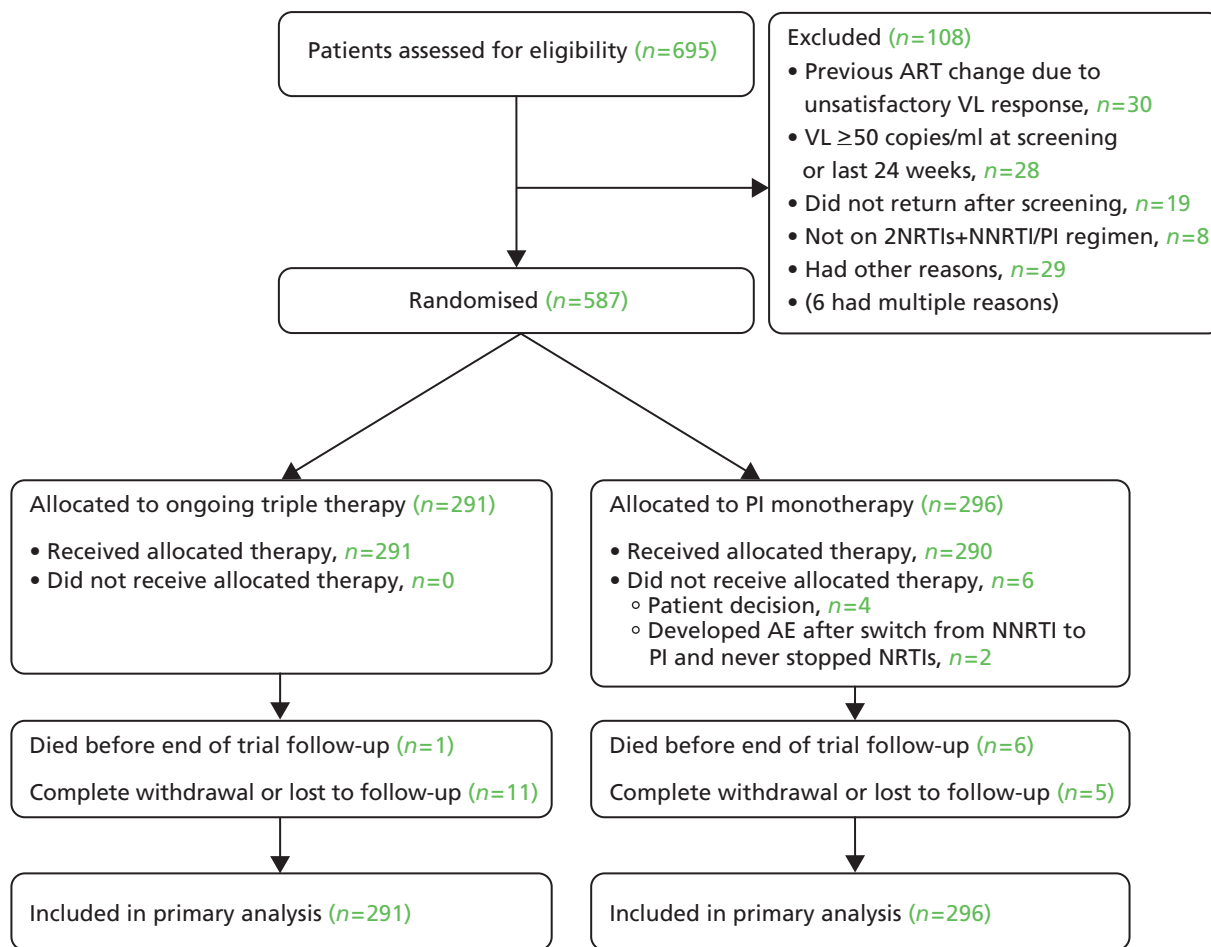 Patients assessed for eligibility (n=695)
Excluded (n=108)
• Previous ART change due to
unsatisfactory VL response, n=30
• VL ≥50 copies/ml at screening
or last 24 weeks, n=28
• Did not return after screening, n=19
• Not on 2NRTIs+NNRTI/PI regimen, n=8
• Had other reasons, n=29
• (6 had multiple reasons)
Randomised (n=587)
Allocated to ongoing triple therapy (n=291)
• Received allocated therapy, n=291
• Did not receive allocated therapy, n=0
Allocated to PI monotherapy (n=296)
• Received allocated therapy, n=290
• Did not receive allocated therapy, n=6
◦ Patient decision, n=4
◦ Developed AE after switch from NNRTI to
PI and never stopped NRTIs, n=2
Died before end of trial follow-up (n=1)
Complete withdrawal or lost to follow-up (n=11)
Died before end of trial follow-up (n=6)
Complete withdrawal or lost to follow-up (n=5)
Included in primary analysis (n=291)
Included in primary analysis (n=296)